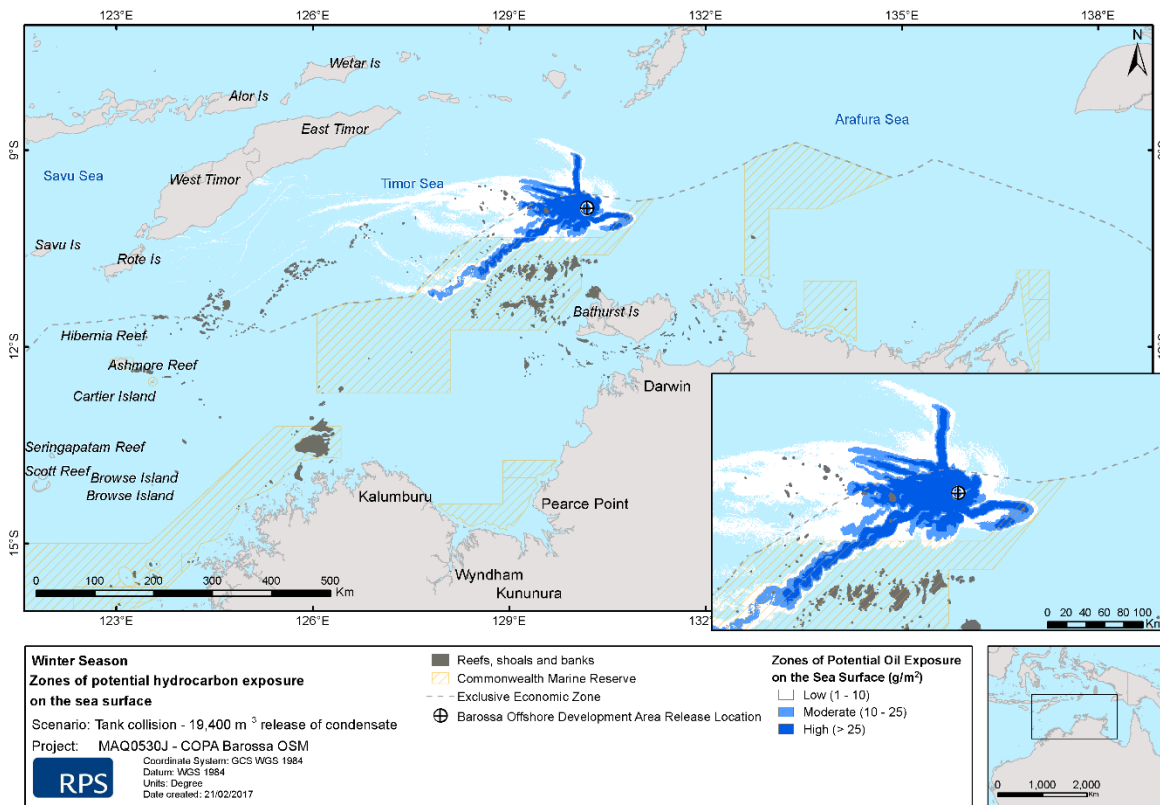 123°E 126°E 129°E 132°E 135°E 138°E
N
Wetar Is
Alor Is
East Timor
Arafura Sea
9°S
Savu Sea
West Timor
Timor Sea
Savu Is
Rote Is
Bathurst Is
Hibernia Reef
12°S
Ashmore Reef
Darwin
Cartier Island
Seringapatam Reef
Scott Reef
Browse Island
Browse Island
Kalumburu
Pearce Point
15°S
0 100 200 300 400 500
Km
Wyndham
Kununura
0 20 40 60 80 100
Km
123°E 126°E 129°E 132°
Winter Season
Zones of potential hydrocarbon exposure
on the sea surface
Scenario: Tank collision - 19,400 m³ release of condensate
Project: MAQ0530J - COPA Barossa OSM
RPS
Coordinate System: GCS WGS 1984
Datum: WGS 1984
Units: Degree
Date created: 21/02/2017
Reefs, shoals and banks
Commonwealth Marine Reserve
Exclusive Economic Zone
Barossa Offshore Development Area Release Location
Zones of Potential Oil Exposure
on the Sea Surface (g/m²)
Low (1 - 10)
Moderate (10 - 25)
High (> 25)
0 1,000 2,000
Km